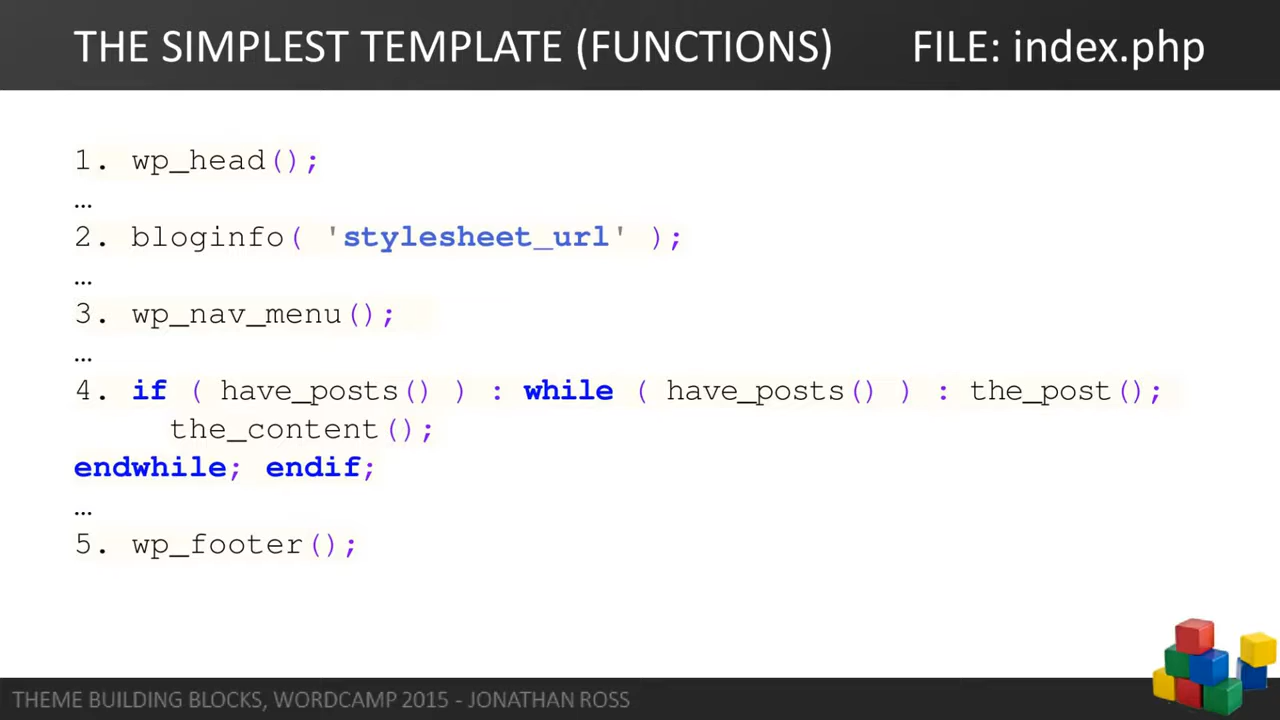 THE SIMPLEST TEMPLATE (FUNCTIONS) FILE: index.php
1. wp_head();
…
2. bloginfo( 'stylesheet_url' );
…
3. wp_nav_menu();
…
4. if ( have_posts() ) : while ( have_posts() ) : the_post();
the_content();
endwhile; endif;
…
5. wp_footer();
THEME BUILDING BLOCKS, WORDCAMP 2015 - JONATHAN ROSS